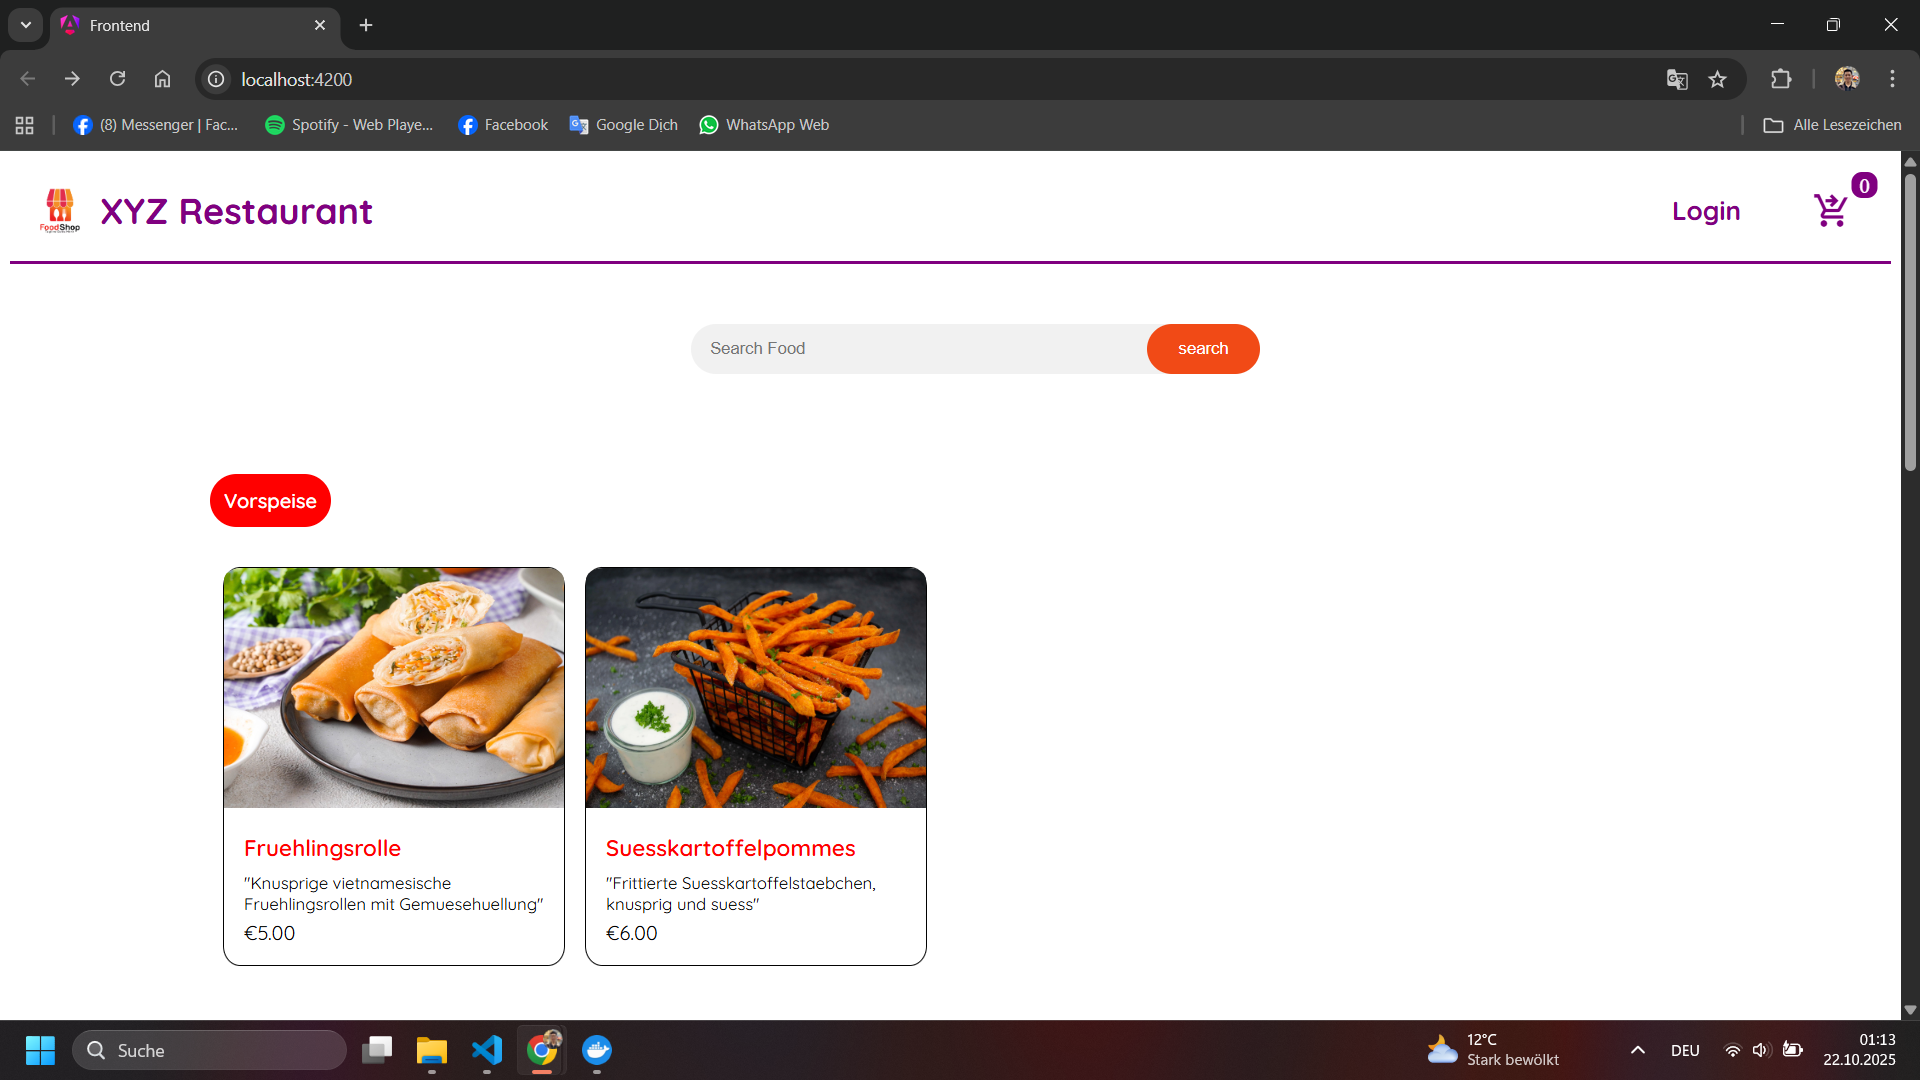 Frontend
localhost:4200
(8) Messenger | Fac...
Spotify - Web Playe...
Facebook
Google Dịch
WhatsApp Web
Alle Lesezeichen
FoodShop
XYZ Restaurant
Login
0
Search Food
search
Vorspeise
Fruehlingsrolle
"Knusprige vietnamesische
Fruehlingsrollen mit Gemuesehuellung"
€5.00
Suesskartoffelpommes
"Frittierte Suesskartoffelstaebchen,
knusprig und suess"
€6.00
Suche
12°C
Stark bewölkt
DEU
01:13
22.10.2025